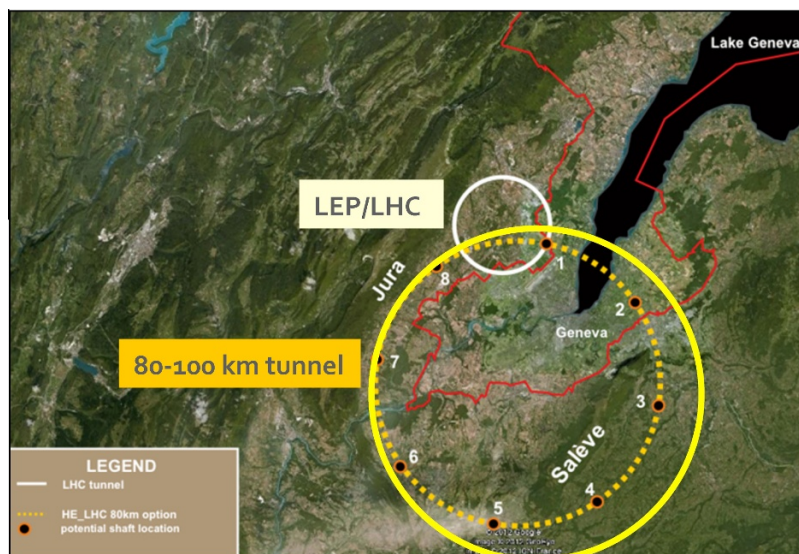 Lake Geneva
LEP/LHC
Jura
1
8
2
Geneva
80-100 km tunnel
7
3
Salève
6
4
5
LEGEND
LHC tunnel
HE_LHC 80km option
potential shaft location